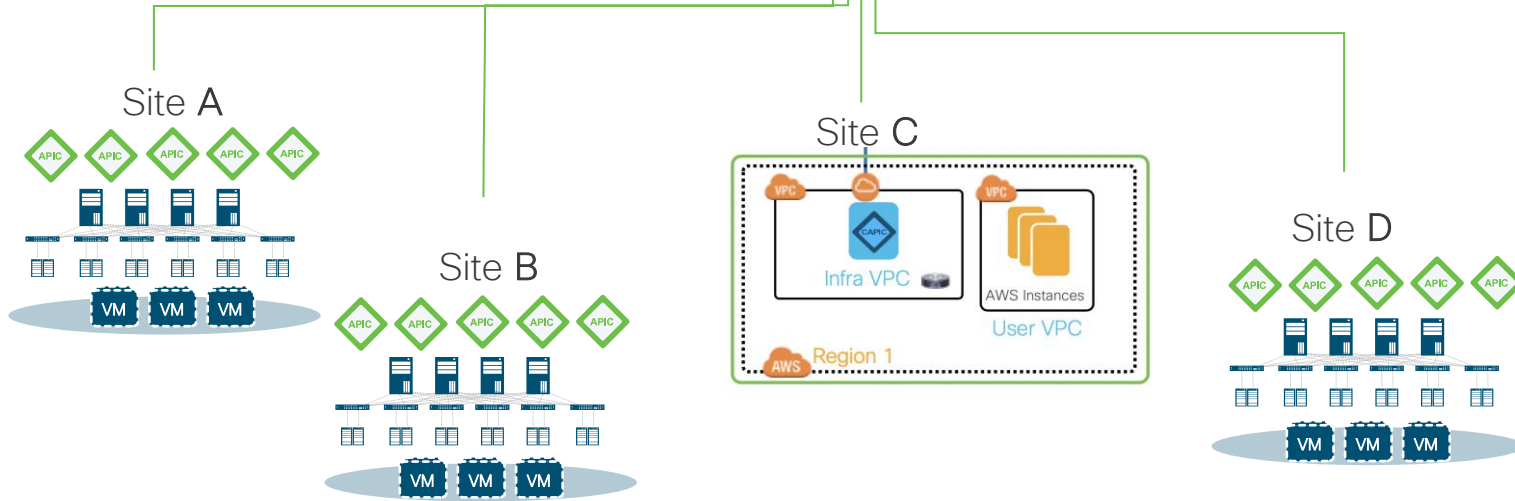 Site A
APIC APIC APIC APIC APIC
VM VM VM
Site B
APIC APIC APIC APIC APIC
VM VM VM
Site C
VPC
CAPIC
Infra VPC
VPC
AWS Instances
User VPC
AWS
Region 1
Site D
APIC APIC APIC APIC APIC
VM VM VM